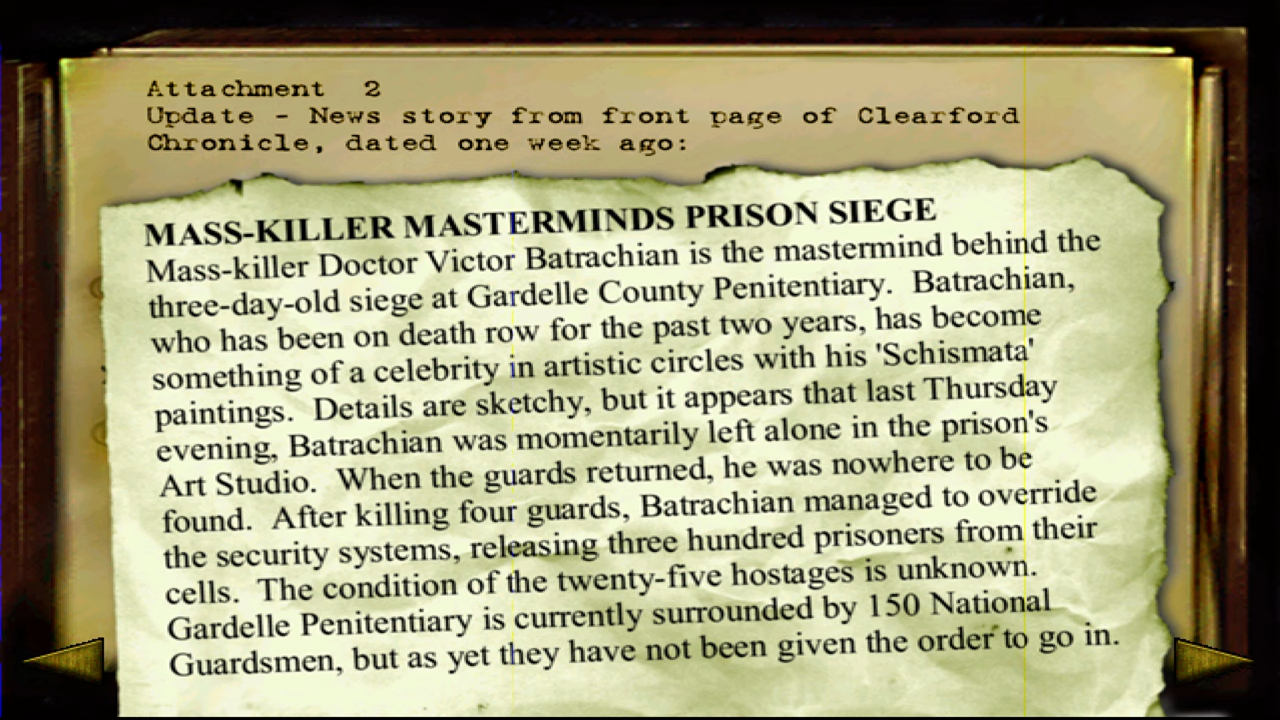 Attachment 2
Update - News story from front page of Clearford
Chronicle, dated one week ago:
MASS-KILLER MASTERMINDS PRISON SIEGE
Mass-killer Doctor Victor Batrachian is the mastermind behind the
three-day-old siege at Gardelle County Penitentiary. Batrachian,
who has been on death row for the past two years, has become
something of a celebrity in artistic circles with his 'Schismata'
paintings. Details are sketchy, but it appears that last Thursday
evening, Batrachian was momentarily left alone in the prison's
Art Studio. When the guards returned, he was nowhere to be
found. After killing four guards, Batrachian managed to override
the security systems, releasing three hundred prisoners from their
cells. The condition of the twenty-five hostages is unknown.
Gardelle Penitentiary is currently surrounded by 150 National
Guardsmen, but as yet they have not been given the order to go in.